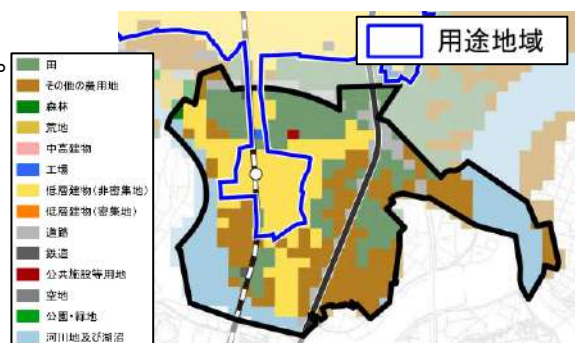 用途地域
。
田
その他の農用地
森林
荒地
中高建物
工場
低層建物(非密集地)
低層建物(密集地)
道路
鉄道
公共施設等用地
空地
公園・緑地
河川地及び湖沼